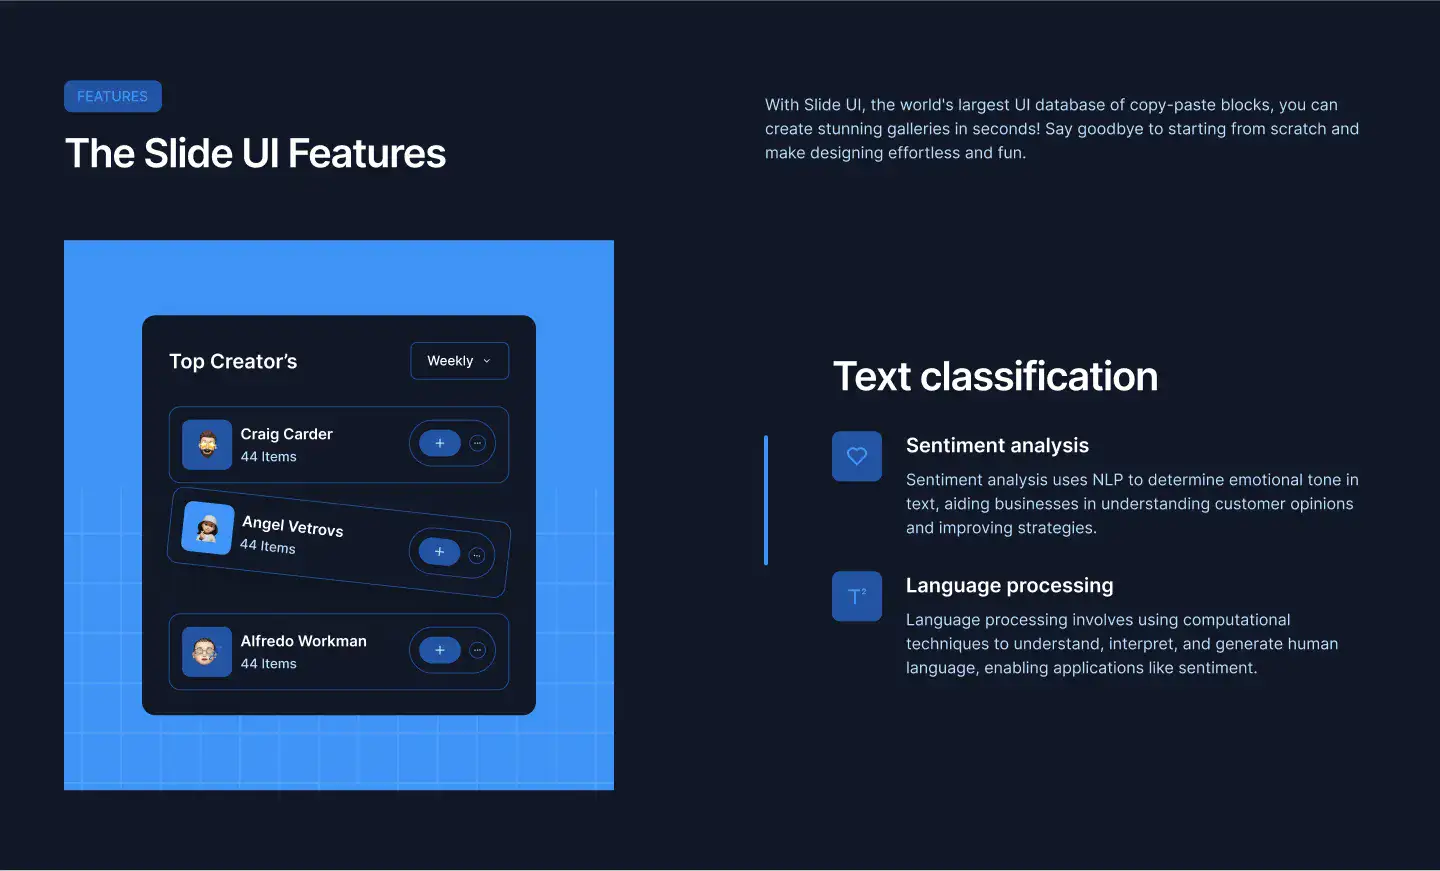 FEATURES
The Slide UI Features
With Slide UI, the world's largest UI database of copy-paste blocks, you can
create stunning galleries in seconds! Say goodbye to starting from scratch and
make designing effortless and fun.
Top Creator’s
Weekly
Craig Carder
44 Items
Angel Vetrovs
44 Items
Alfredo Workman
44 Items
Text classification
Sentiment analysis
Sentiment analysis uses NLP to determine emotional tone in
text, aiding businesses in understanding customer opinions
and improving strategies.
Language processing
Language processing involves using computational
techniques to understand, interpret, and generate human
language, enabling applications like sentiment.